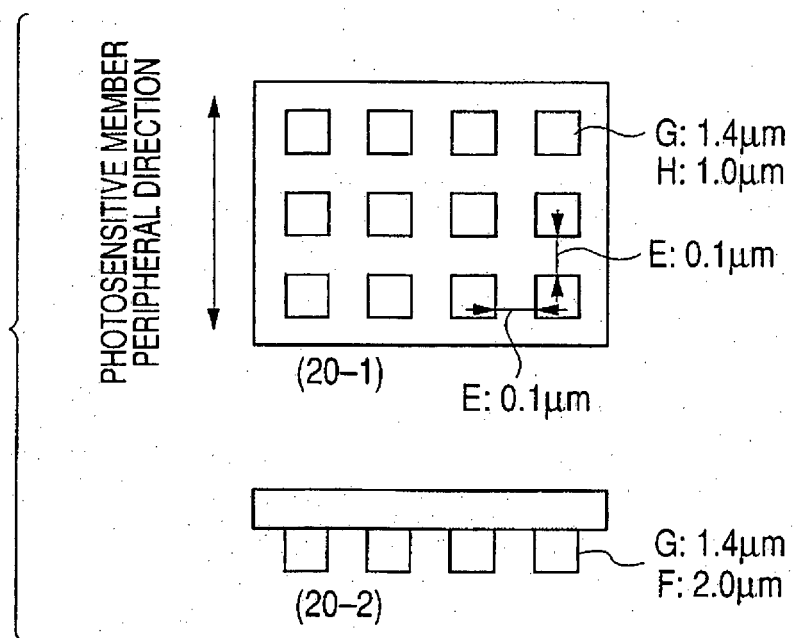 PHOTOSENSITIVE MEMBER
PERIPHERAL DIRECTION
G: 1.4μm
H: 1.0μm
E: 0.1μm
(20-1)
E: 0.1μm
G: 1.4μm
F: 2.0μm
(20-2)